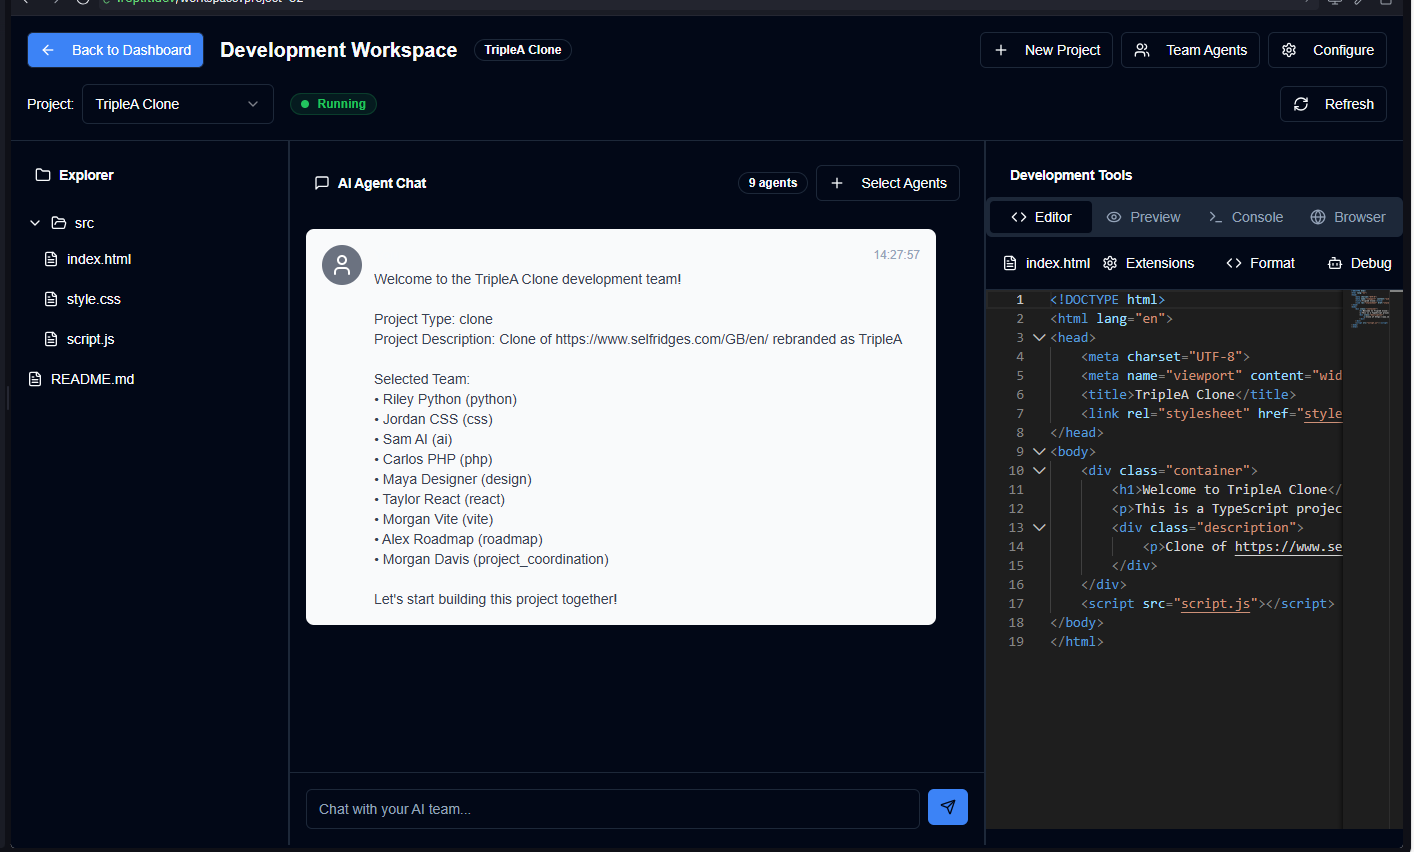 Back to Dashboard
Development Workspace
TripleA Clone
New Project
Team Agents
Configure
Project:
TripleA Clone
Running
Refresh
Explorer
src
index.html
style.css
script.js
README.md
AI Agent Chat
9 agents
Select Agents
14:27:57
Welcome to the TripleA Clone development team!
Project Type: clone
Project Description: Clone of https://www.selfridges.com/GB/en/ rebranded as TripleA
Selected Team:
• Riley Python (python)
• Jordan CSS (css)
• Sam AI (ai)
• Carlos PHP (php)
• Maya Designer (design)
• Taylor React (react)
• Morgan Vite (vite)
• Alex Roadmap (roadmap)
• Morgan Davis (project_coordination)
Let's start building this project together!
Chat with your AI team...
Development Tools
Editor
Preview
Console
Browser
index.html
Extensions
Format
Debug
1 <!DOCTYPE html>
2 <html lang="en">
3 <head>
4 <meta charset="UTF-8">
5 <meta name="viewport" content="wid
6 <title>TripleA Clone</title>
7 <link rel="stylesheet" href="style
8 </head>
9 <body>
10 <div class="container">
11 <h1>Welcome to TripleA Clone</
12 <p>This is a TypeScript projec
13 <div class="description">
14 <p>Clone of https://www.se
15 </div>
16 </div>
17 <script src="script.js"></script>
18 </body>
19 </html>